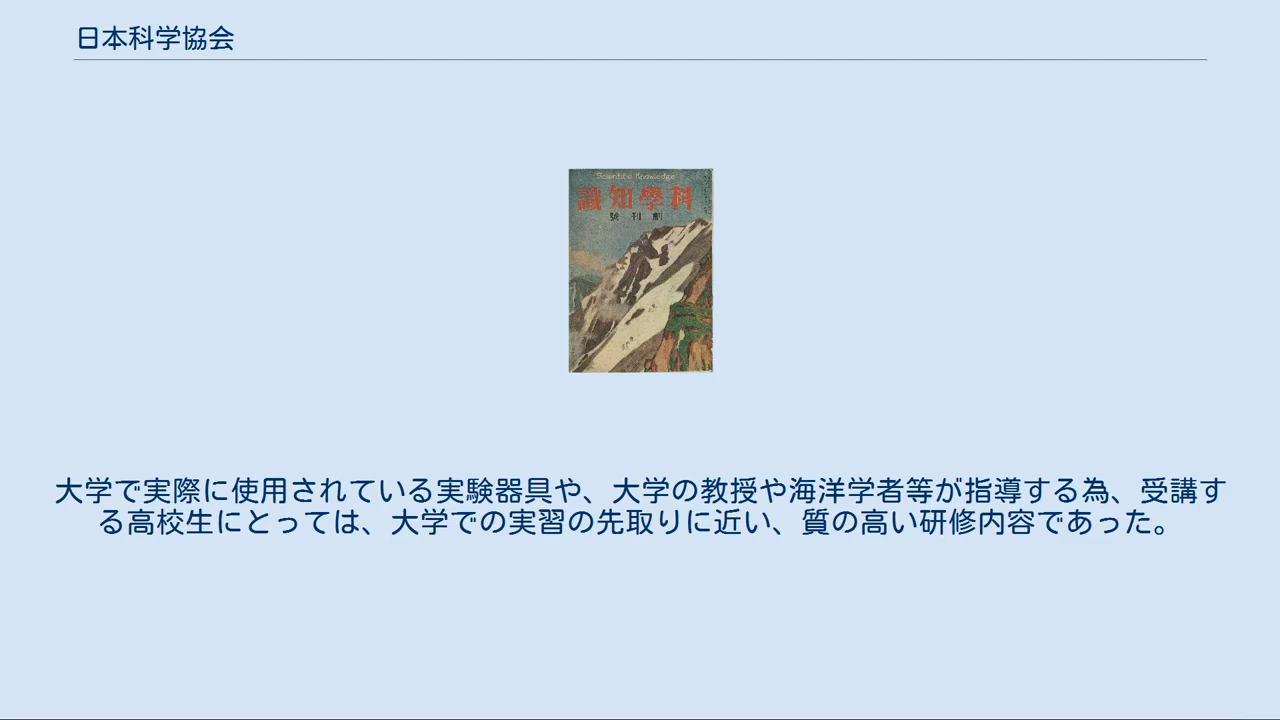 日本科学協会
Scientific Knowledge
識知學科
號刊創
大学で実際に使用されている実験器具や、大学の教授や海洋学者等が指導する為、受講す
る高校生にとっては、大学での実習の先取りに近い、質の高い研修内容であった。